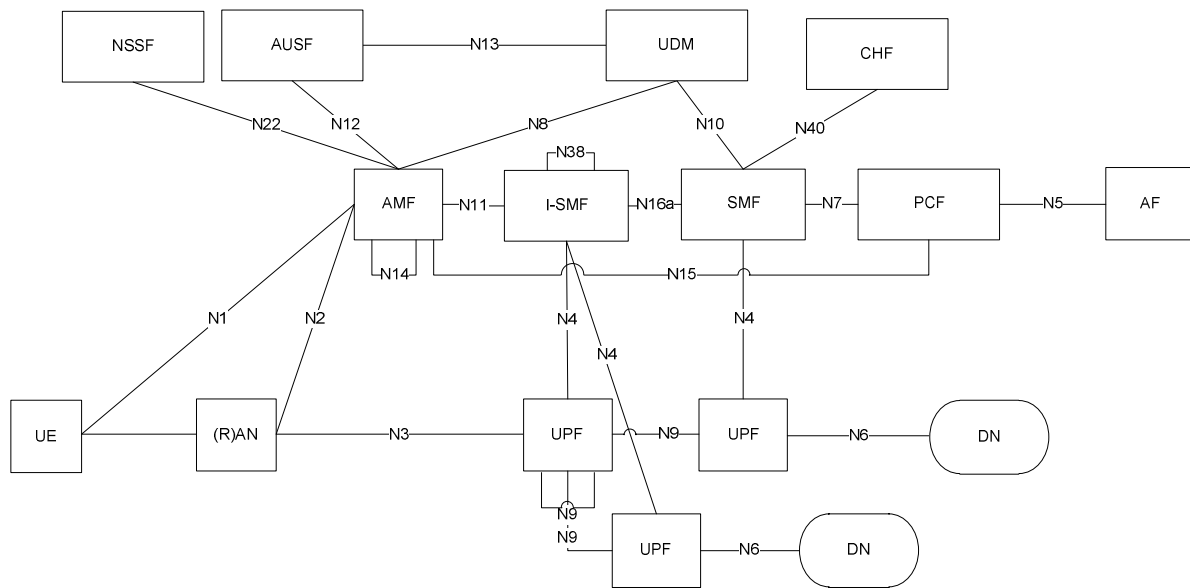 NSSF
AUSF
N13
UDM
CHF
N22
N12
N8
N10
N40
N38
AMF
N11
I-SMF
N16a
SMF
N7
PCF
N5
AF
N14
N15
N1
N2
N4
N4
N4
UE
(R)AN
N3
UPF
N9
UPF
N6
DN
N9
N9
UPF
N6
DN